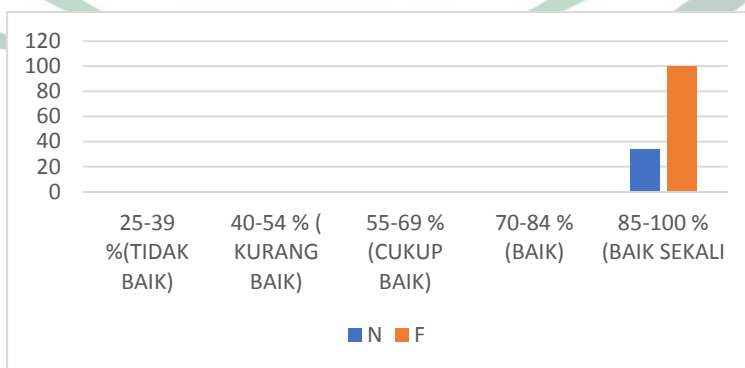 120
100
80
60
40
20
0
25-39 40-54 % ( 55-69 % 70-84 % 85-100 %
%(TIDAK KURANG (CUKUP (BAIK) (BAIK SEKALI
BAIK) BAIK) BAIK)
N F